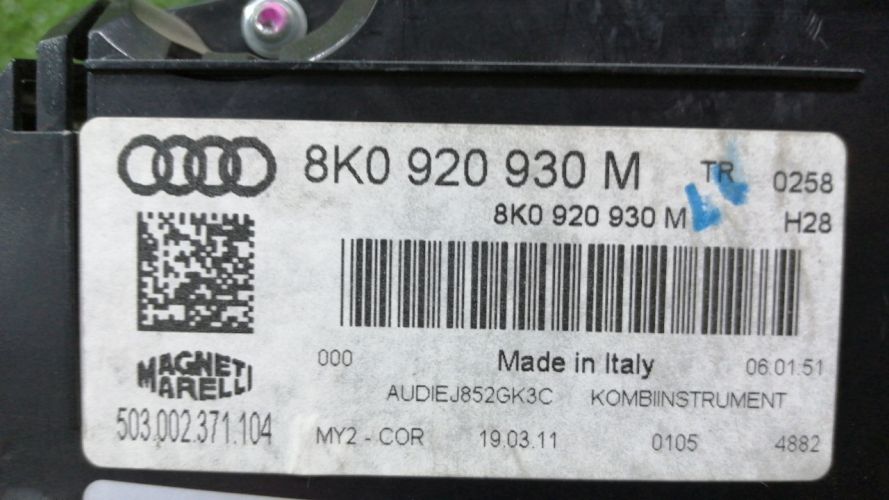 8K0 920 930 M TR 0258
8K0 920 930 M H28
000 Made in Italy 06.01.51
MAGNETI
MARELLI
AUDIEJ852GK3C KOMBIINSTRUMENT
503.002.371.104
MY2 - COR 19.03.11 0105 4882